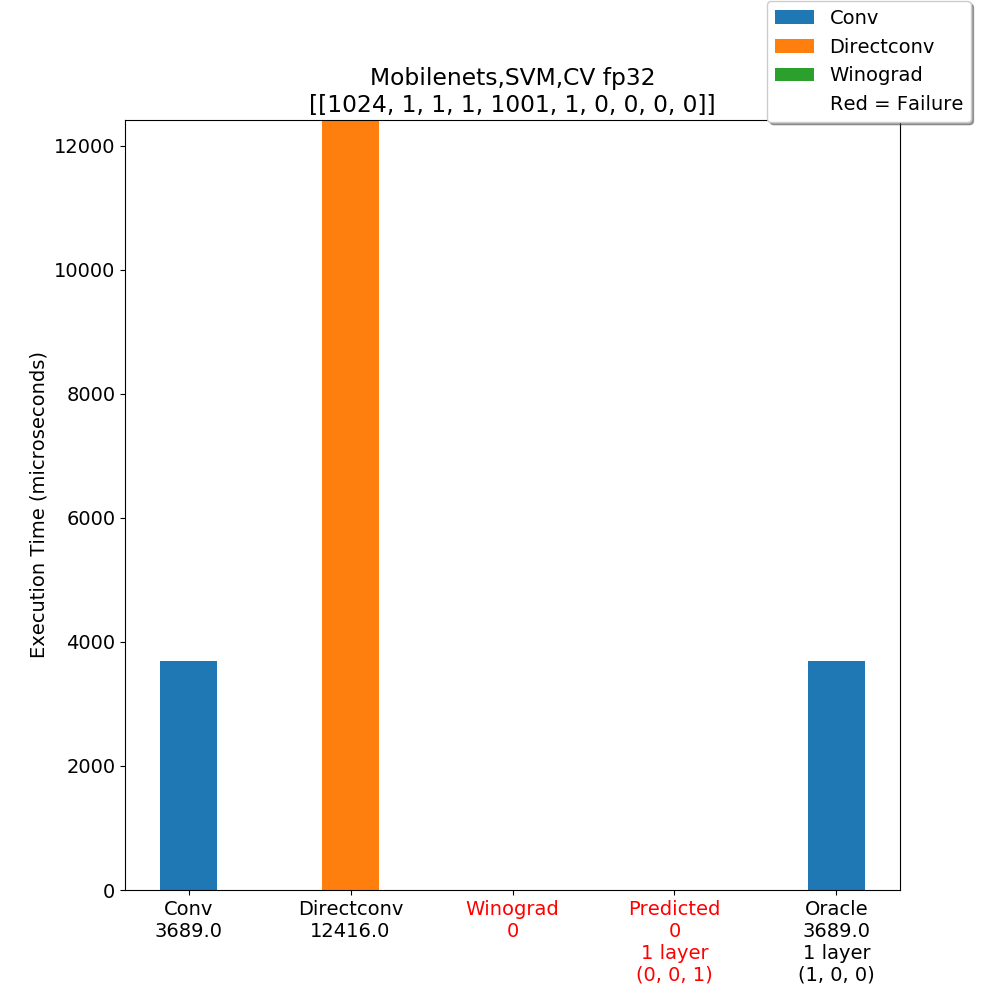 Conv
Directconv
Winograd
Red = Failure
Mobilenets,SVM,CV fp32
[[1024, 1, 1, 1, 1001, 1, 0, 0, 0, 0]]
Execution Time (microseconds)
12000
10000
8000
6000
4000
2000
0
Conv
3689.0
Directconv
12416.0
Winograd
0
Predicted
0
1 layer
(0, 0, 1)
Oracle
3689.0
1 layer
(1, 0, 0)